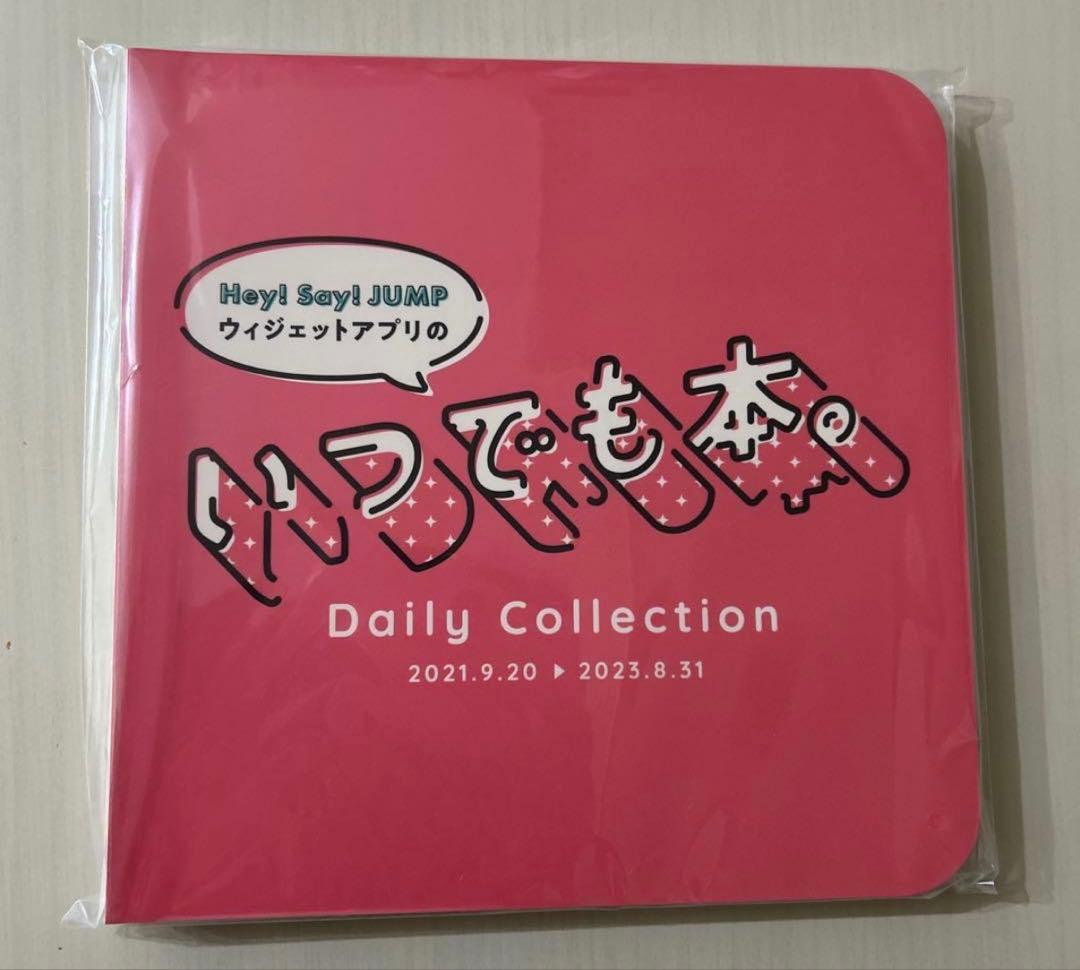 Hey! Say! JUMP
ウィジェットアプリの
いつでも本。
Daily Collection
2021.9.20 ▶ 2023.8.31